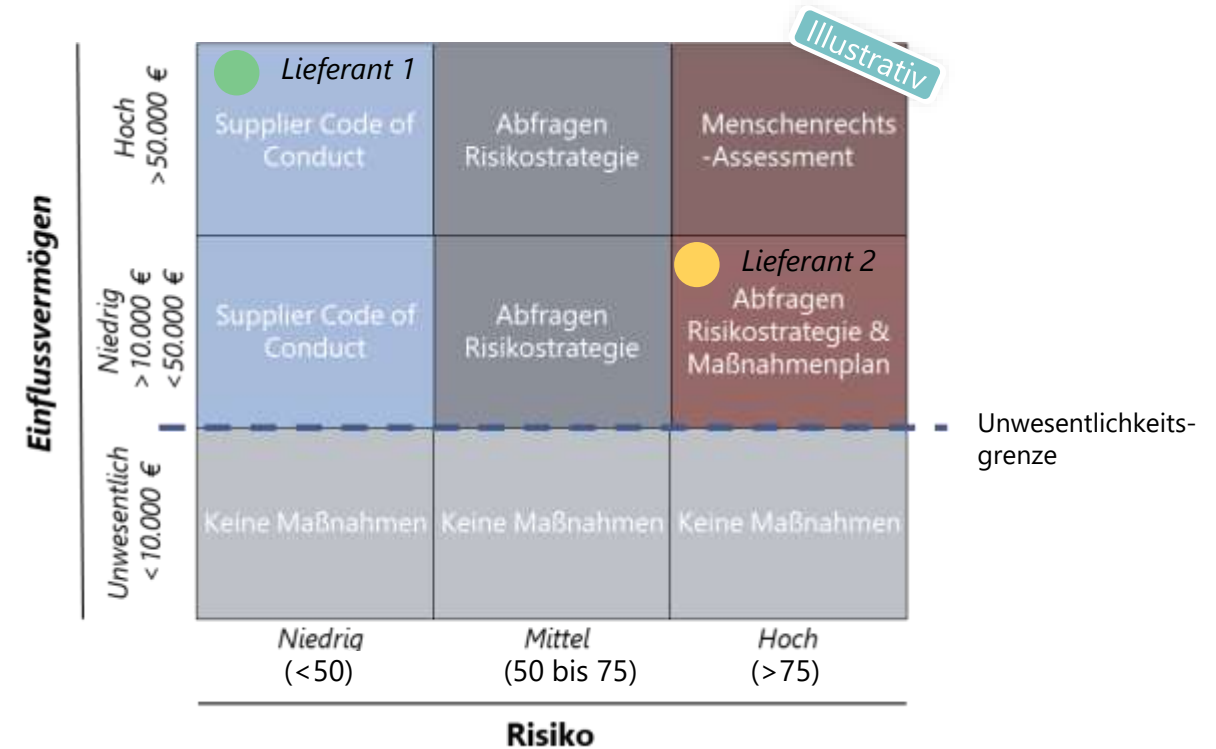 Illustrativ
Einflussvermögen
Hoch
>50.000 €
Lieferant 1
Supplier Code of
Conduct
Abfragen
Risikostrategie
Menschenrechts
-Assessment
Niedrig
>10.000 €
<50.000 €
Supplier Code of
Conduct
Abfragen
Risikostrategie
Lieferant 2
Abfragen
Risikostrategie &
Maßnahmenplan
Unwesentlichkeits-
grenze
Unwesentlich
<10.000 €
Keine Maßnahmen
Keine Maßnahmen
Keine Maßnahmen
Niedrig
(<50)
Mittel
(50 bis 75)
Hoch
(>75)
Risiko